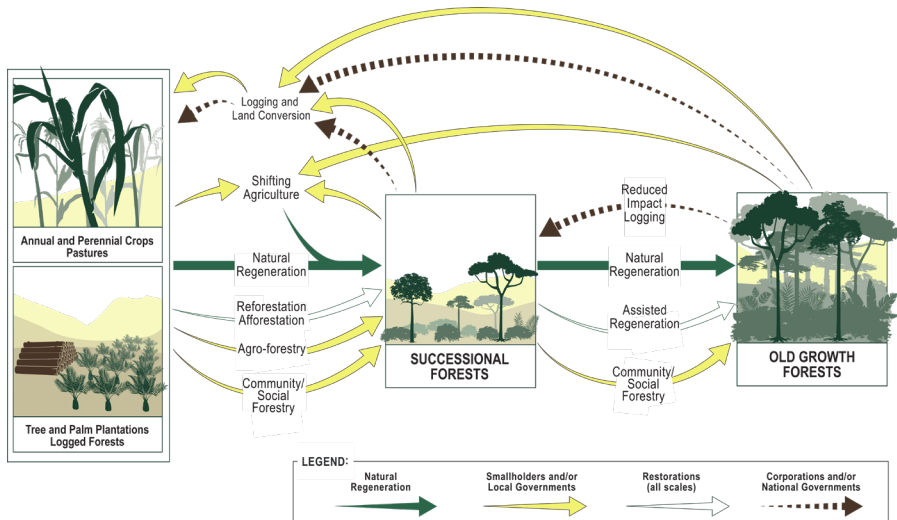 Logging and
Land Conversion
Shifting
Agriculture
Annual and Perennial Crops
Pastures
Natural
Regeneration
Reforestation
Afforestation
Agro-forestry
Community/
Social
Forestry
Tree and Palm Plantations
Logged Forests
SUCCESSIONAL
FORESTS
Reduced
Impact
Logging
Natural
Regeneration
Assisted
Regeneration
Community/
Social
Forestry
OLD GROWTH
FORESTS
LEGEND:
Natural
Regeneration
Smallholders and/or
Local Governments
Restorations
(all scales)
Corporations and/or
National Governments